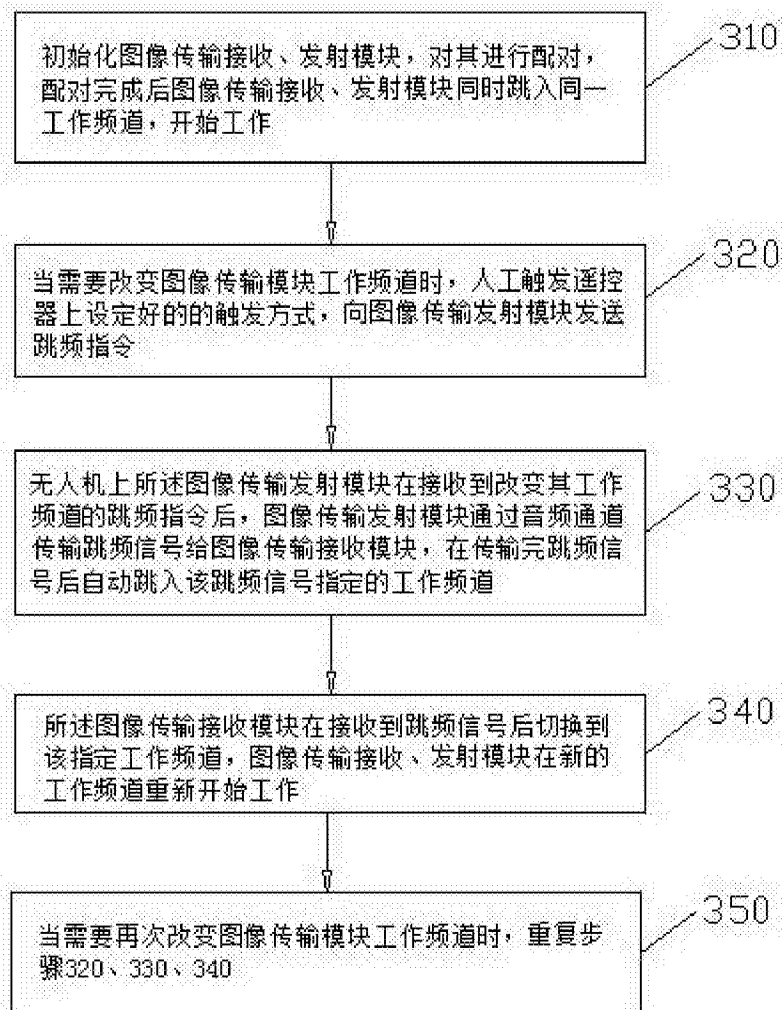 初始化图像传输接收、发射模块，对其进行配对，
配对完成后图像传输接收、发射模块同时跳入同一
工作频道，开始工作
310
当需要改变图像传输模块工作频道时，人工触发遥控
器上设定好的的触发方式，向图像传输发射模块发送
跳频指令
320
无人机上所述图像传输发射模块在接收到改变其工作
频道的跳频指令后，图像传输发射模块通过音频通道
传输跳频信号给图像传输接收模块，在传输完跳频信
号后自动跳入该跳频信号指定的工作频道
330
所述图像传输接收模块在接收到跳频信号后切换到
该指定工作频道，图像传输接收、发射模块在新的
工作频道重新开始工作
340
当需要再次改变图像传输模块工作频道时，重复步
骤320、330、340
350